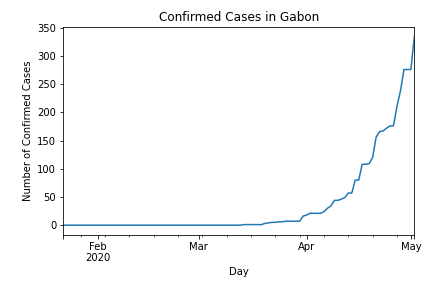 Confirmed Cases in Gabon
Number of Confirmed Cases
350
300
250
200
150
100
50
0
Feb Mar Apr May
2020
Day